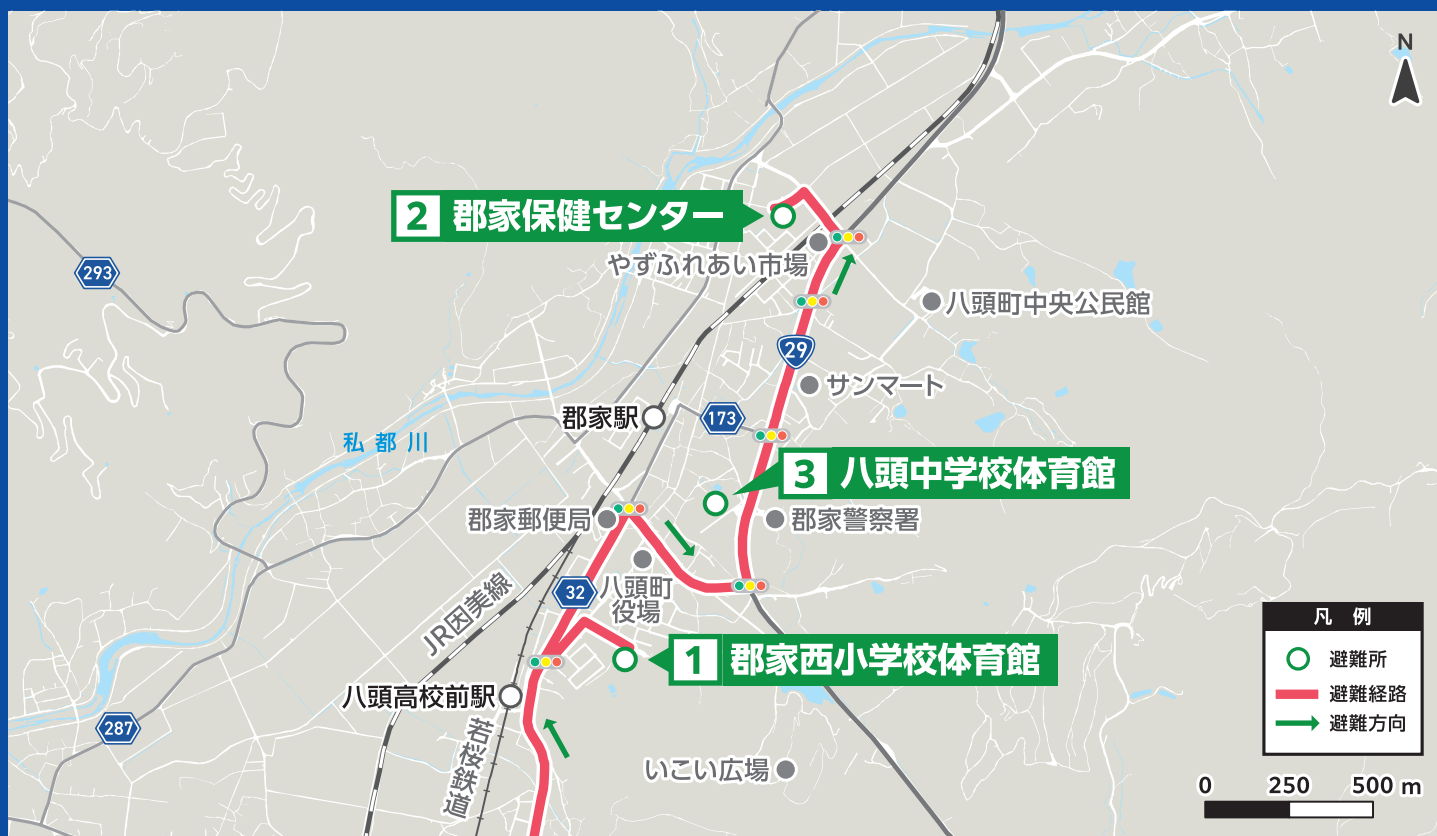 N
2 郡家保健センター
やずふれあい市場
293
八頭町中央公民館
29
サンマート
郡家駅
173
私都川
3 八頭中学校体育館
郡家郵便局
郡家警察署
32
八頭町
役場
JR因美線
1 郡家西小学校体育館
八頭高校前駅
287
若桜鉄道
いこい広場
凡 例
避難所
避難経路
避難方向
0 250 500 m